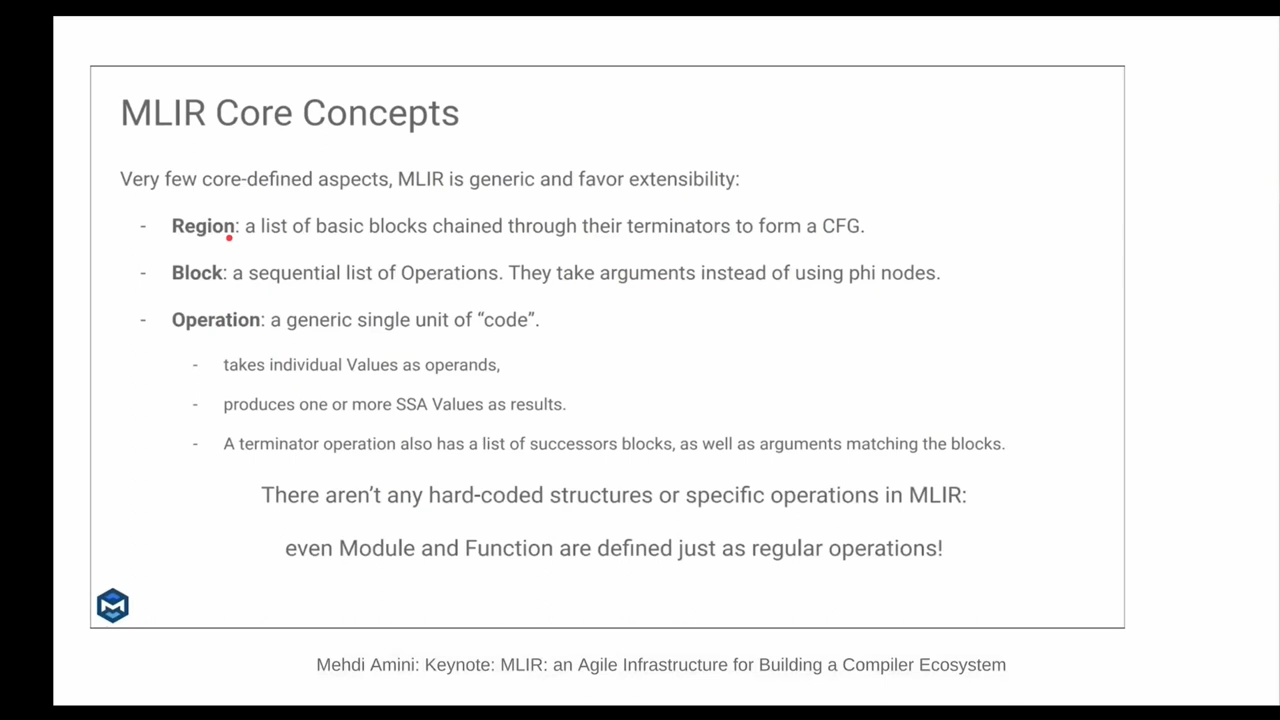 MLIR Core Concepts
Very few core-defined aspects, MLIR is generic and favor extensibility:
- Region: a list of basic blocks chained through their terminators to form a CFG.
- Block: a sequential list of Operations. They take arguments instead of using phi nodes.
- Operation: a generic single unit of “code”.
- takes individual Values as operands,
- produces one or more SSA Values as results.
- A terminator operation also has a list of successors blocks, as well as arguments matching the blocks.
There aren’t any hard-coded structures or specific operations in MLIR:
even Module and Function are defined just as regular operations!
Mehdi Amini: Keynote: MLIR: an Agile Infrastructure for Building a Compiler Ecosystem